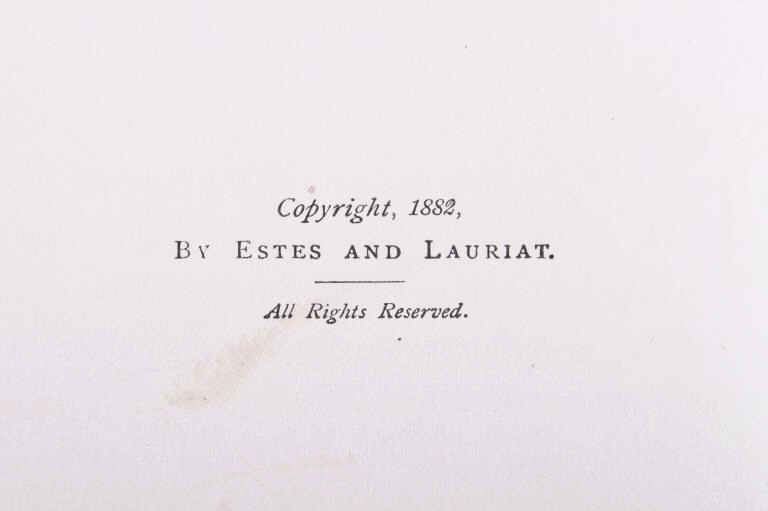 Copyright, 1882,
By Estes and Lauriat.
All Rights Reserved.